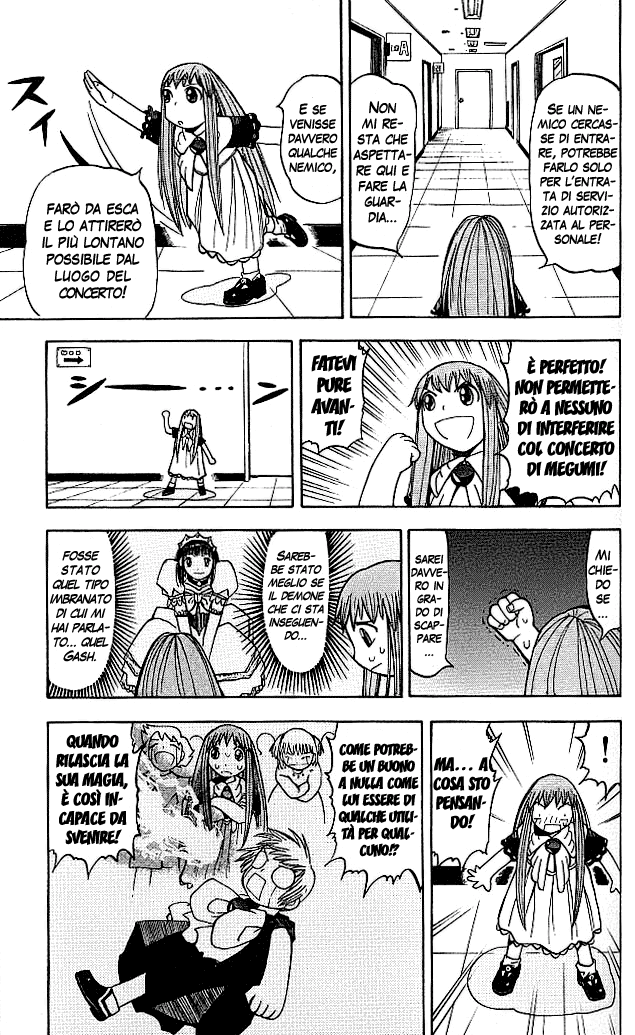 SE UN NE-
MICO CERCAS-
SE DI ENTRA-
RE, POTREBBE
FARLO SOLO
PER L'ENTRA-
TA DI SERVI-
ZIO AUTORIZ-
ZATA AL PER-
SONALE!
NON
MI RE-
STA CHE
ASPETTA-
RE QUI E
FARE LA
GUAR-
DIA...
A
E SE
VENISSE
DAVVERO
QUALCHE
NEMICO,
スイ
FARÒ DA ESCA
E LO ATTIRERÒ
IL PIÙ LONTANO
POSSIBILE DAL
LUOGO DEL
CONCERTO!
È PERFETTO!
NON PERMETTE-
RÒ A NESSUNO
DI INTERFERIRE
COL CONCERTO
DI MEGUMI!
FATEVI
PURE
AVAN-
TI!
シーー…ン
MI
CHIEDO
SE
...
SAREI
DAVVE-
RO IN
GRA-
DO DI
SCAP-
PARE
...
SAREB-
BE STATO
MEGLIO SE
IL DEMONE
CHE CI STA
INSEGUEN-
DO...
FOSSE
STATO
QUEL TIPO
IMBRANATO
DI CUI MI
HAI PARLA-
TO... QUEL
GASH.
!
MA... A
COSA STO
PENSAN-
DO!
COME POTREB-
BE UN BUONO
A NULLA COME
LUI ESSERE DI
QUALCHE UTILI-
TÀ PER QUAL-
CUNO!?
QUANDO
RILASCIA LA
SUA MAGIA,
È COSÌ IN-
CAPACE DA
SVENIRE!